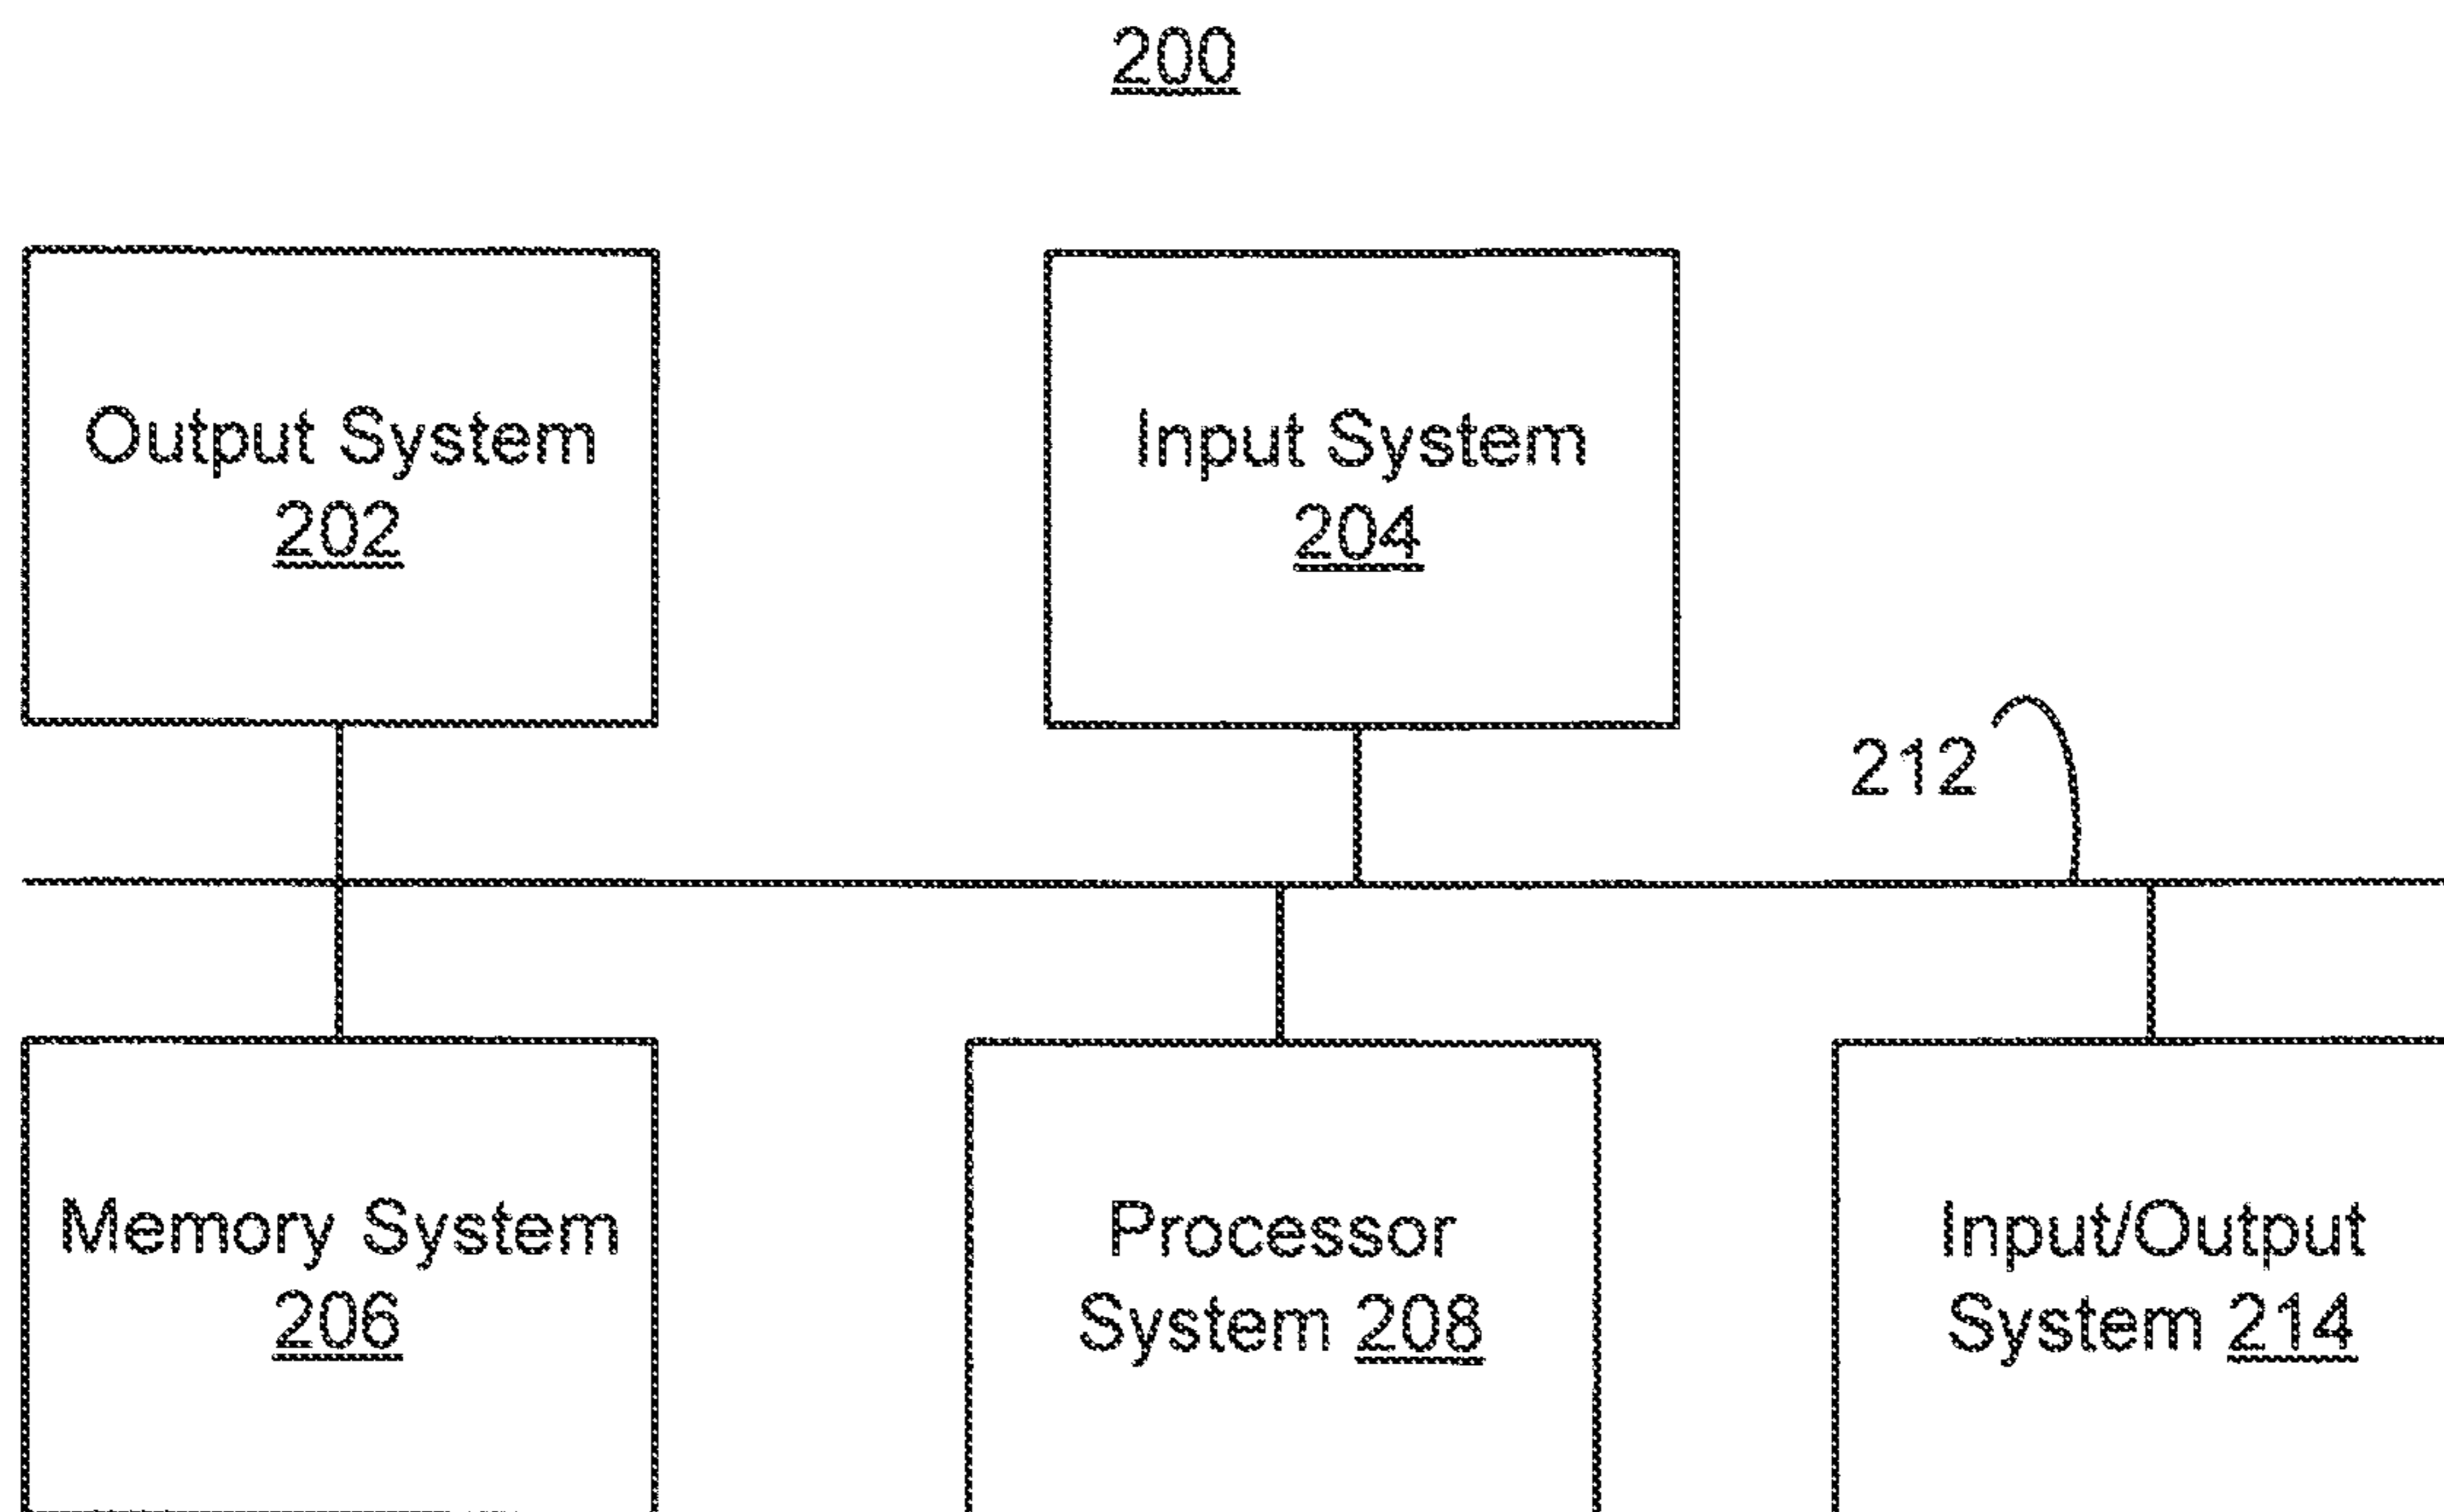 200
Output System
202
Input System
204
212
Memory System
206
Processor
System 208
Input/Output
System 214